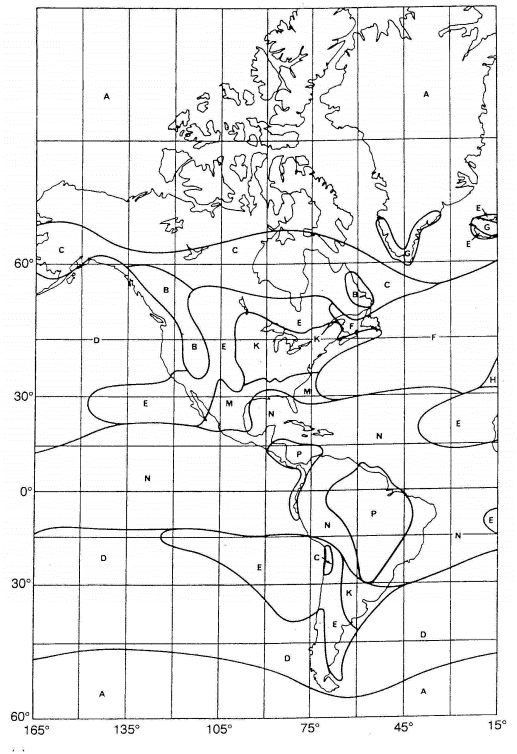 A A
E
G
E
C C G C
60°
B B
E F
D B E K K F
H
30°
E M M
N E
N
P
N
0°
N P E
N
D E C
30°
K
E
D
D
A A
60°
165° 135° 105° 75° 45° 15°